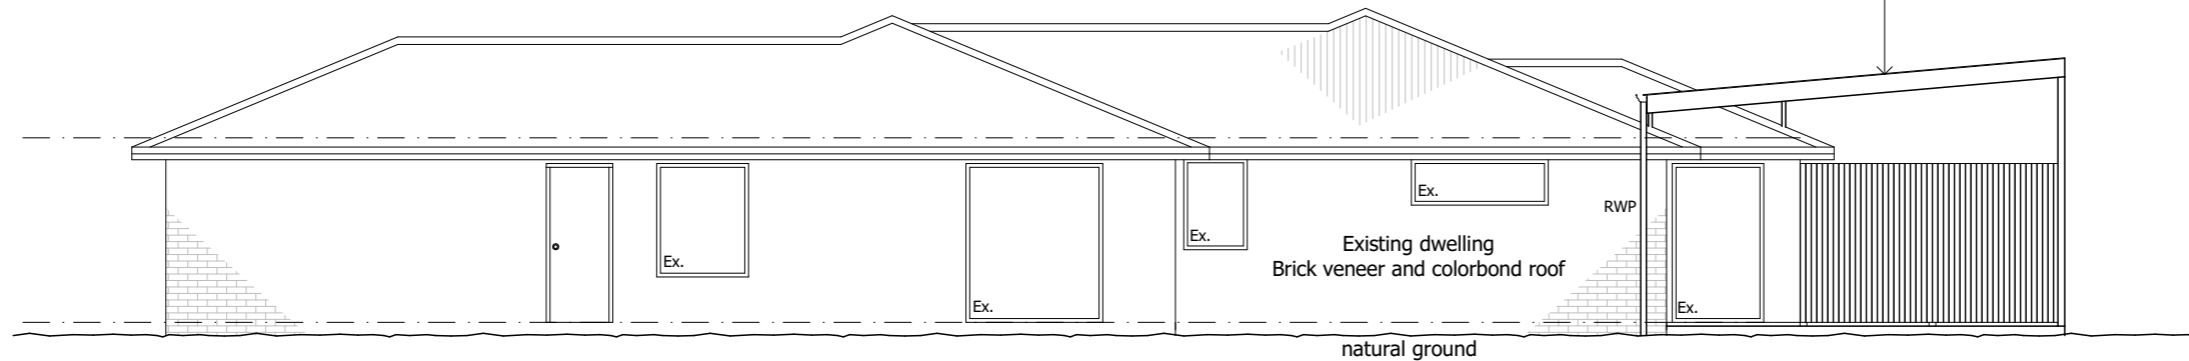 Ex.
Ex.
Ex.
Ex.
RWP
Existing dwelling
Brick veneer and colorbond roof
Ex.
natural ground